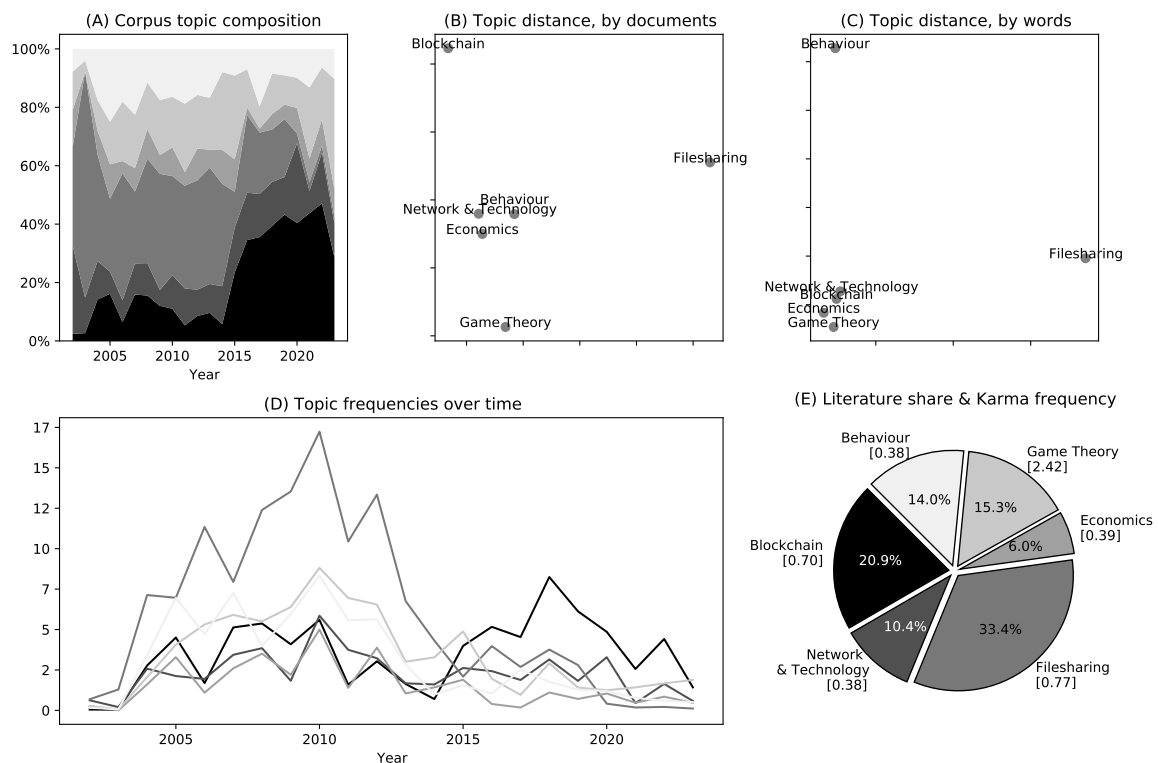 (A) Corpus topic composition
100%
80%
60%
40%
20%
0%
2005 2010 2015 2020
Year
(B) Topic distance, by documents
Blockchain
Filesharing
Behaviour
Network & Technology
Economics
Game Theory
(C) Topic distance, by words
Behaviour
Filesharing
Network & Technology
Blockchain
Economics
Game Theory
(D) Topic frequencies over time
17
15
12
10
7
5
2
0
2005 2010 2015 2020
Year
(E) Literature share & Karma frequency
Behaviour
[0.38]
Game Theory
[2.42]
Economics
[0.39]
Blockchain
[0.70]
Network
& Technology
[0.38]
Filesharing
[0.77]
14.0%
15.3%
6.0%
20.9%
10.4%
33.4%